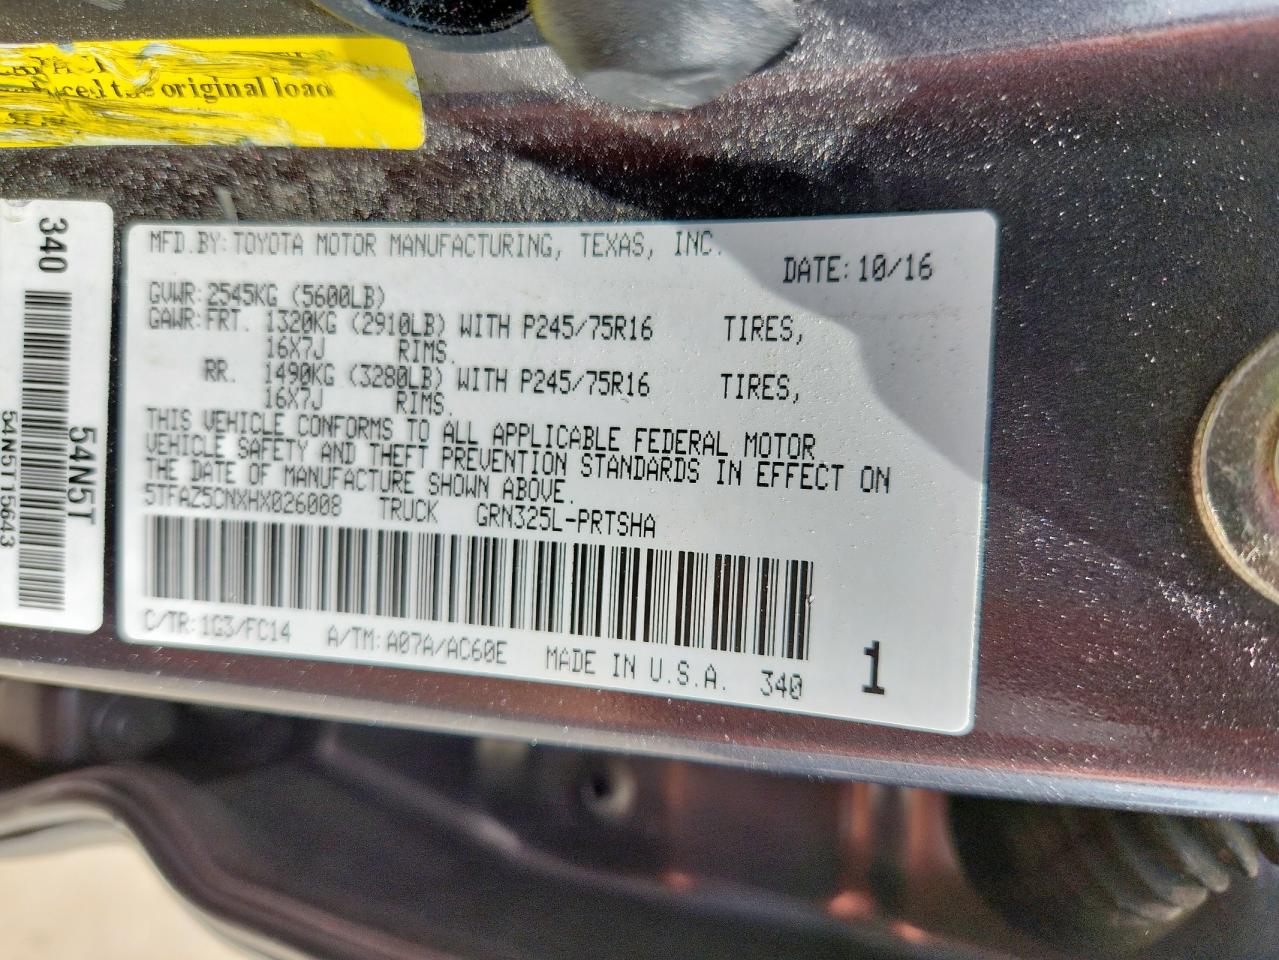 the original load
340
54N5T
54N5T15643
MFD.BY:TOYOTA MOTOR MANUFACTURING, TEXAS, INC.
DATE:10/16
GVWR:2545KG (5600LB)
GAWR:FRT. 1320KG (2910LB) WITH P245/75R16 TIRES,
16X7J RIMS.
RR. 1490KG (3280LB) WITH P245/75R16 TIRES,
16X7J RIMS.
THIS VEHICLE CONFORMS TO ALL APPLICABLE FEDERAL MOTOR
VEHICLE SAFETY AND THEFT PREVENTION STANDARDS IN EFFECT ON
THE DATE OF MANUFACTURE SHOWN ABOVE.
5TFAZ5CNXHX026008 TRUCK GRN325L-PRTSHA
C/TR:1G3/FC14 A/TM:A07A/AC60E MADE IN U.S.A. 340 1